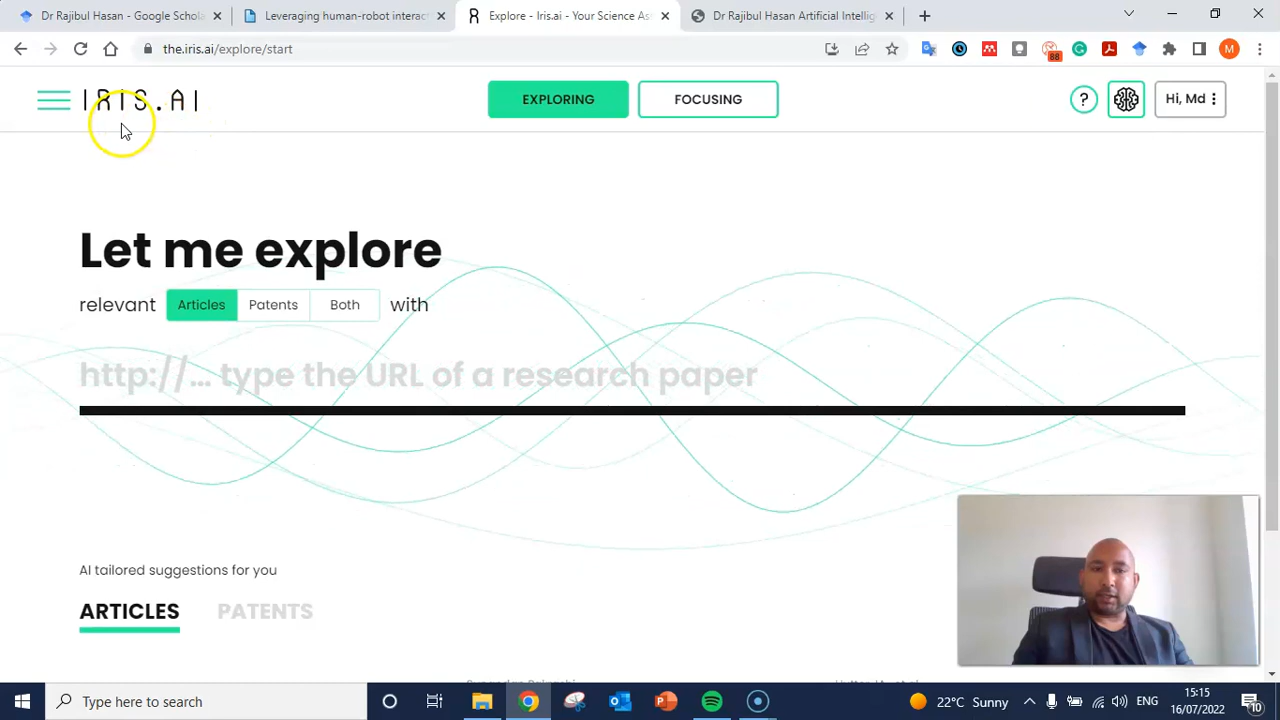 Dr Rajibul Hasan - Google Schola
Leveraging human-robot interact
Explore - Iris.ai - Your Science As
Dr Rajibul Hasan Artificial Intellig
the.iris.ai/explore/start
88
M
IRIS.AI
EXPLORING
FOCUSING
?
Hi, Md
Let me explore
relevant Articles Patents Both with
http://... type the URL of a research paper
AI tailored suggestions for you
ARTICLES PATENTS
Type here to search
22°C Sunny
ENG
15:15
16/07/2022
10